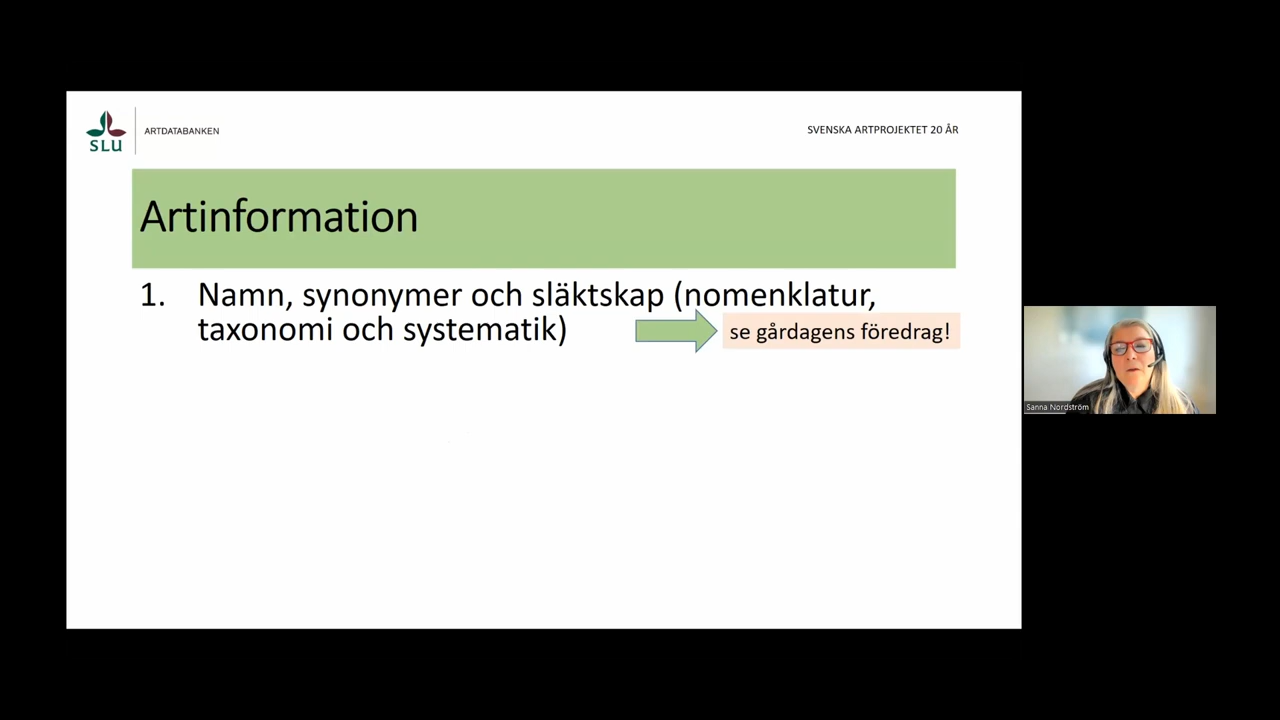 SLU
ARTDATABANKEN
SVENSKA ARTPROJEKTET 20 ÅR
Artinformation
1. Namn, synonymer och släktskap (nomenklatur,
taxonomi och systematik)
se gårdagens föredrag!
Sanna Nordström